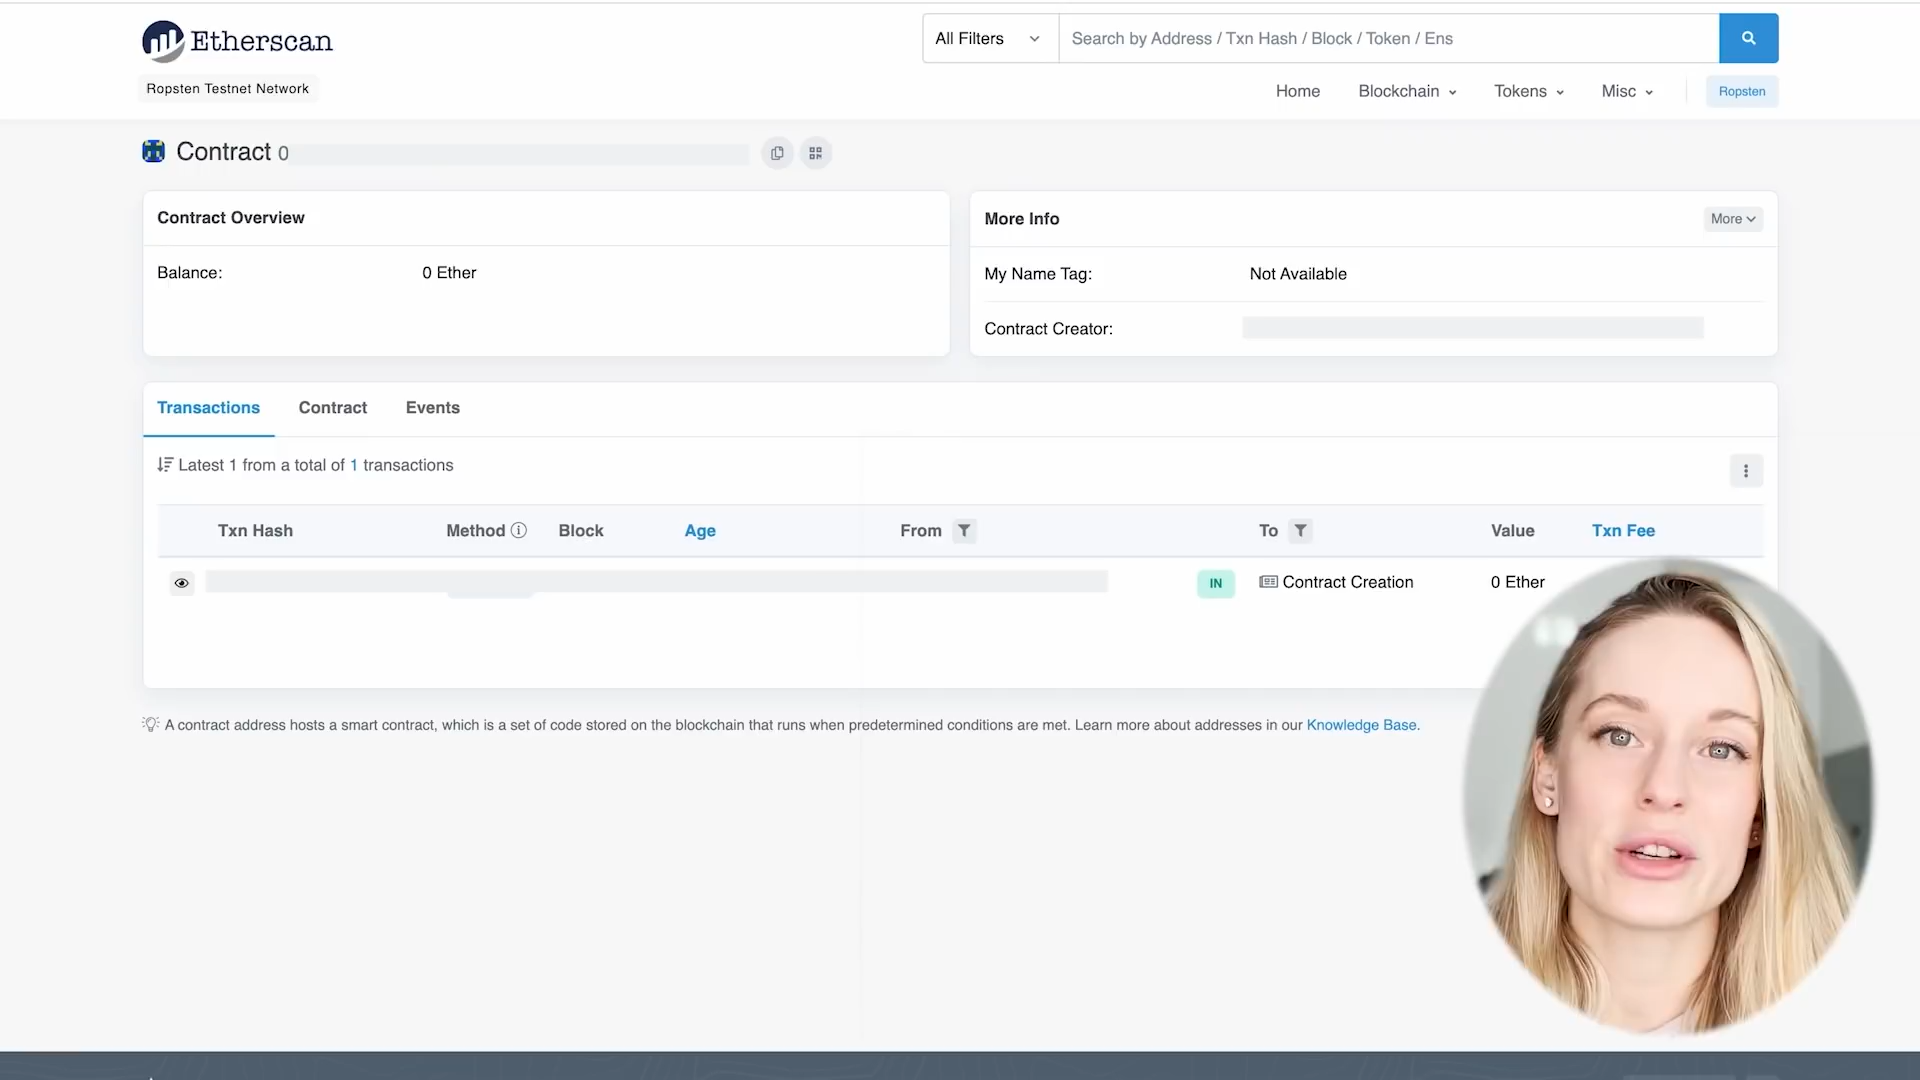 Etherscan
All Filters
Search by Address / Txn Hash / Block / Token / Ens
Ropsten Testnet Network
Home
Blockchain
Tokens
Misc
Ropsten
Contract 0
Contract Overview
Balance:
0 Ether
More Info
More
My Name Tag:
Not Available
Contract Creator:
Transactions
Contract
Events
Latest 1 from a total of 1 transactions
Txn Hash
Method
Block
Age
From
To
Value
Txn Fee
IN
Contract Creation
0 Ether
A contract address hosts a smart contract, which is a set of code stored on the blockchain that runs when predetermined conditions are met. Learn more about addresses in our Knowledge Base.